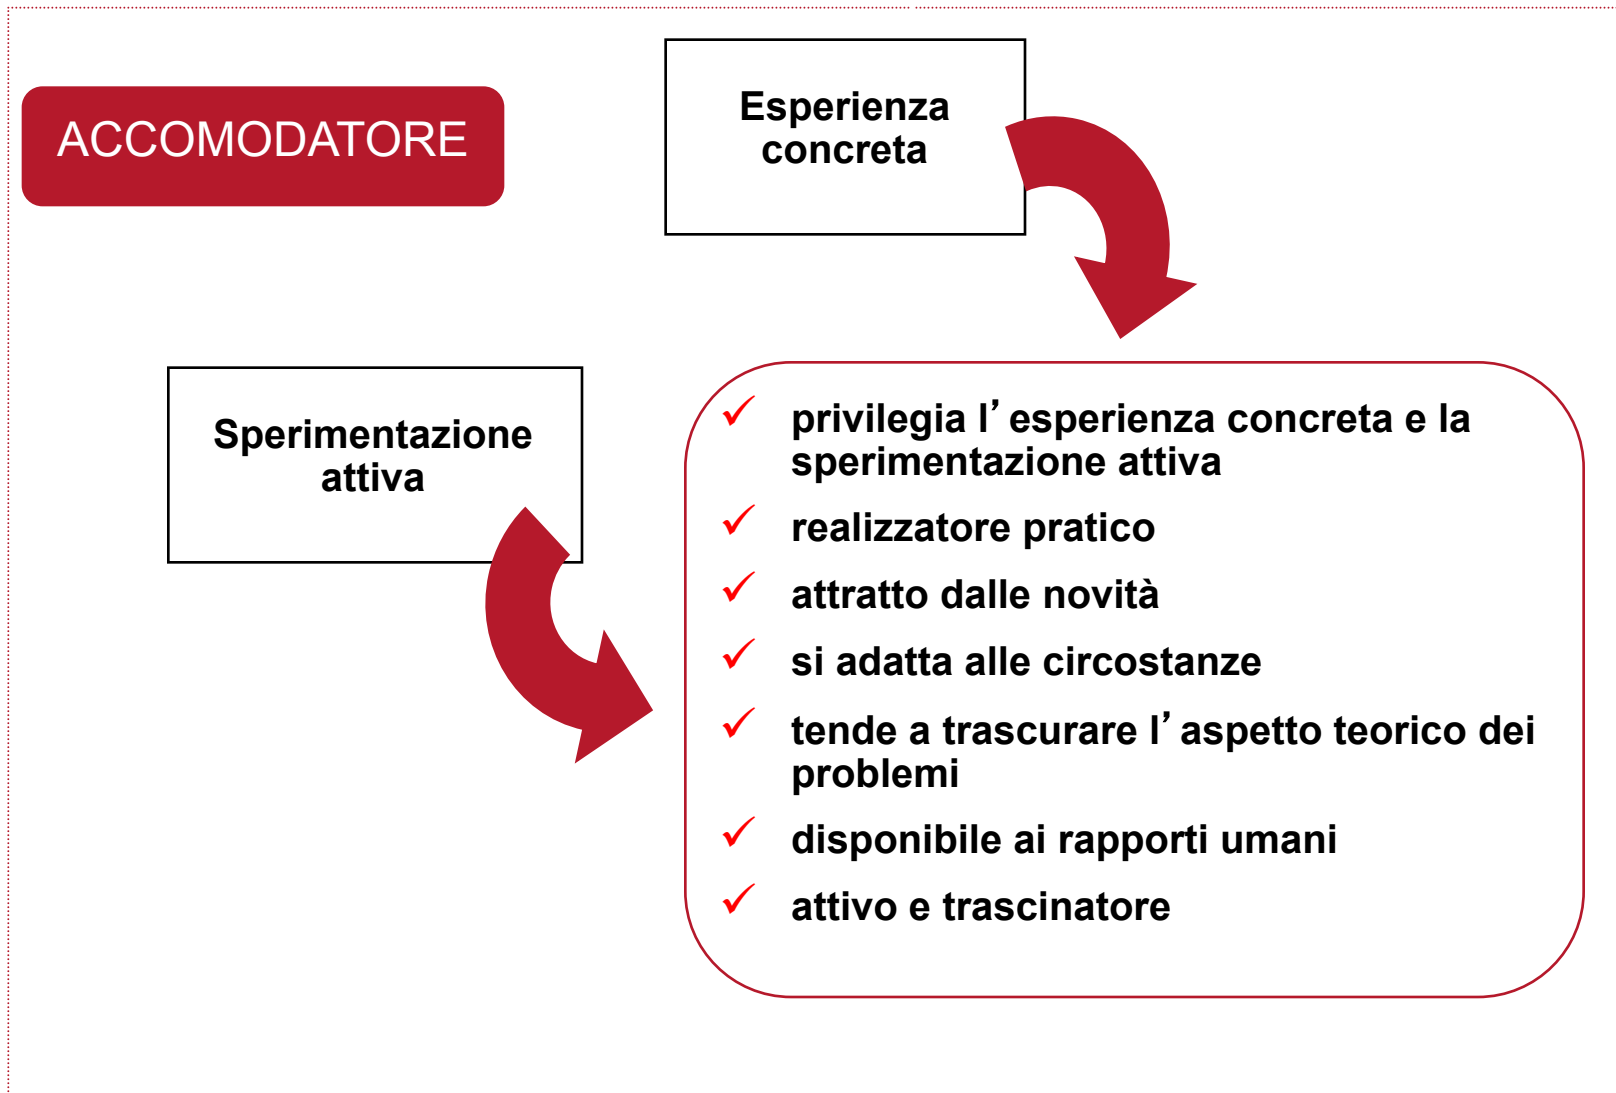 ACCOMODATORE
Esperienza
concreta
Sperimentazione
attiva
privilegia l’ esperienza concreta e la
sperimentazione attiva
realizzatore pratico
attratto dalle novità
si adatta alle circostanze
tende a trascurare l’ aspetto teorico dei
problemi
disponibile ai rapporti umani
attivo e trascinatore